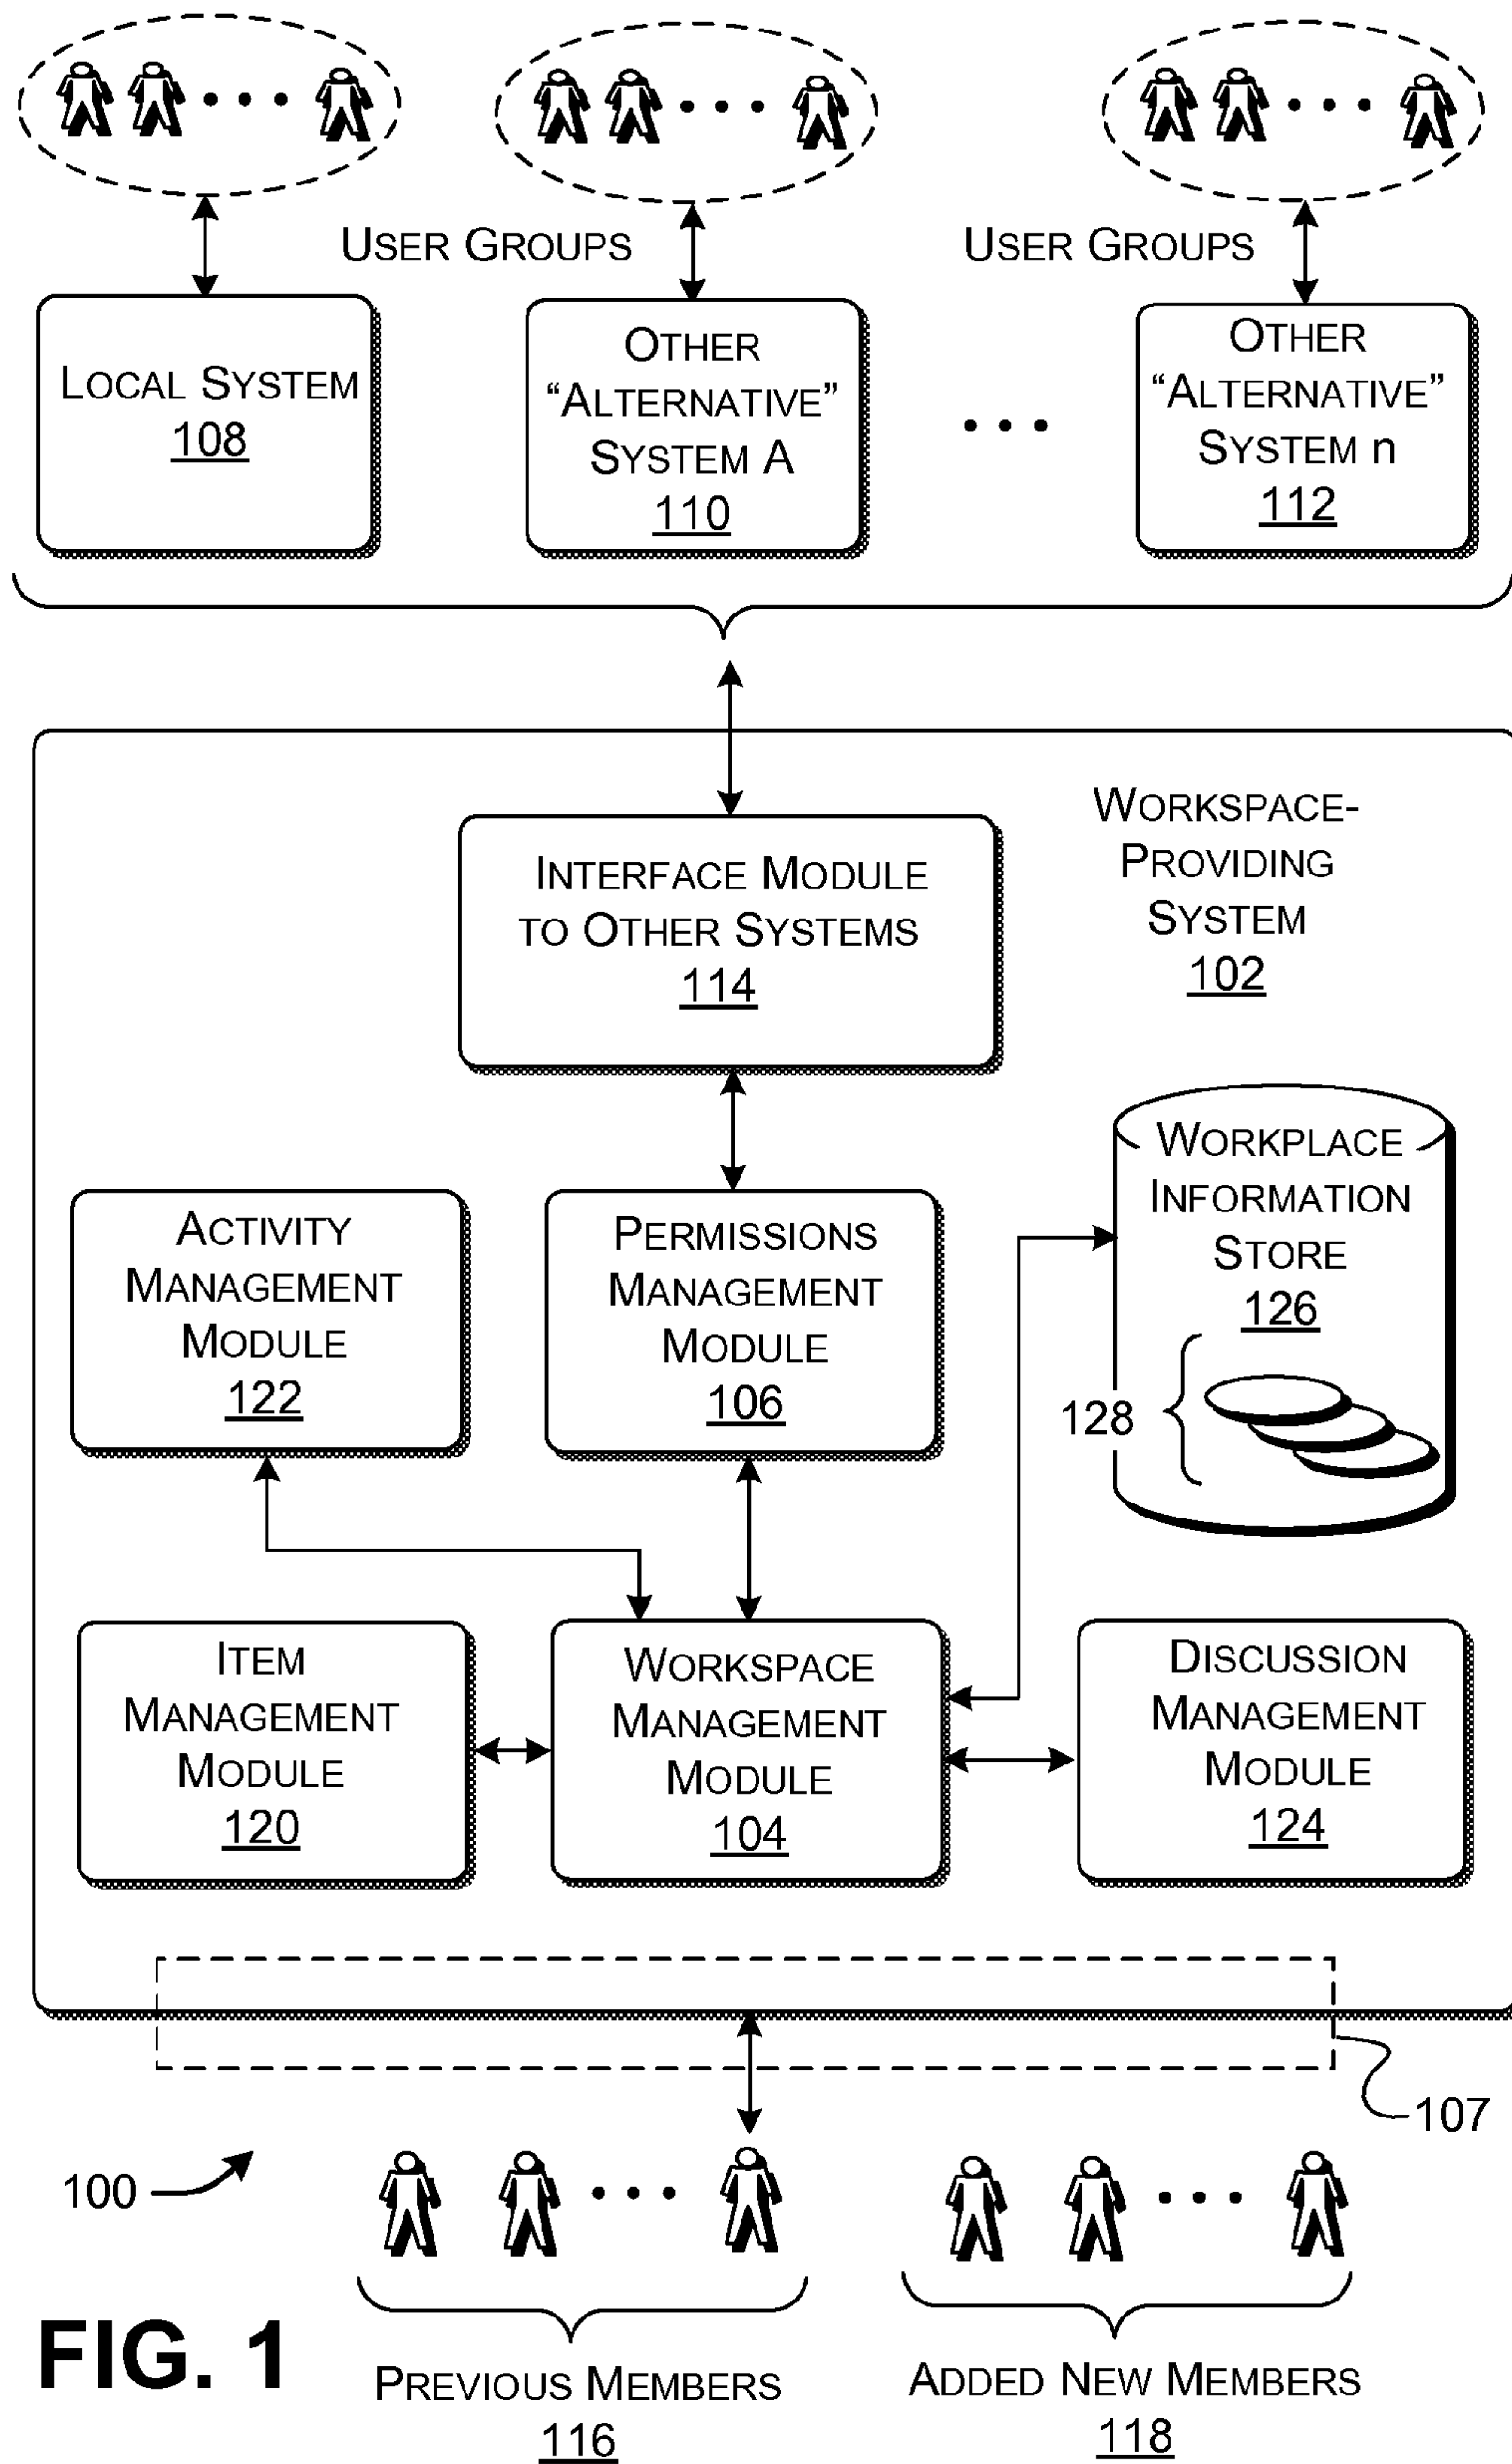 USER GROUPS
USER GROUPS
LOCAL SYSTEM
108
OTHER
“ALTERNATIVE”
SYSTEM A
110
OTHER
“ALTERNATIVE”
SYSTEM n
112
WORKSPACE-
PROVIDING
SYSTEM
102
INTERFACE MODULE
TO OTHER SYSTEMS
114
WORKPLACE
INFORMATION
STORE
126
128
ACTIVITY
MANAGEMENT
MODULE
122
PERMISSIONS
MANAGEMENT
MODULE
106
ITEM
MANAGEMENT
MODULE
120
WORKSPACE
MANAGEMENT
MODULE
104
DISCUSSION
MANAGEMENT
MODULE
124
107
100
FIG. 1
PREVIOUS MEMBERS
116
ADDED NEW MEMBERS
118